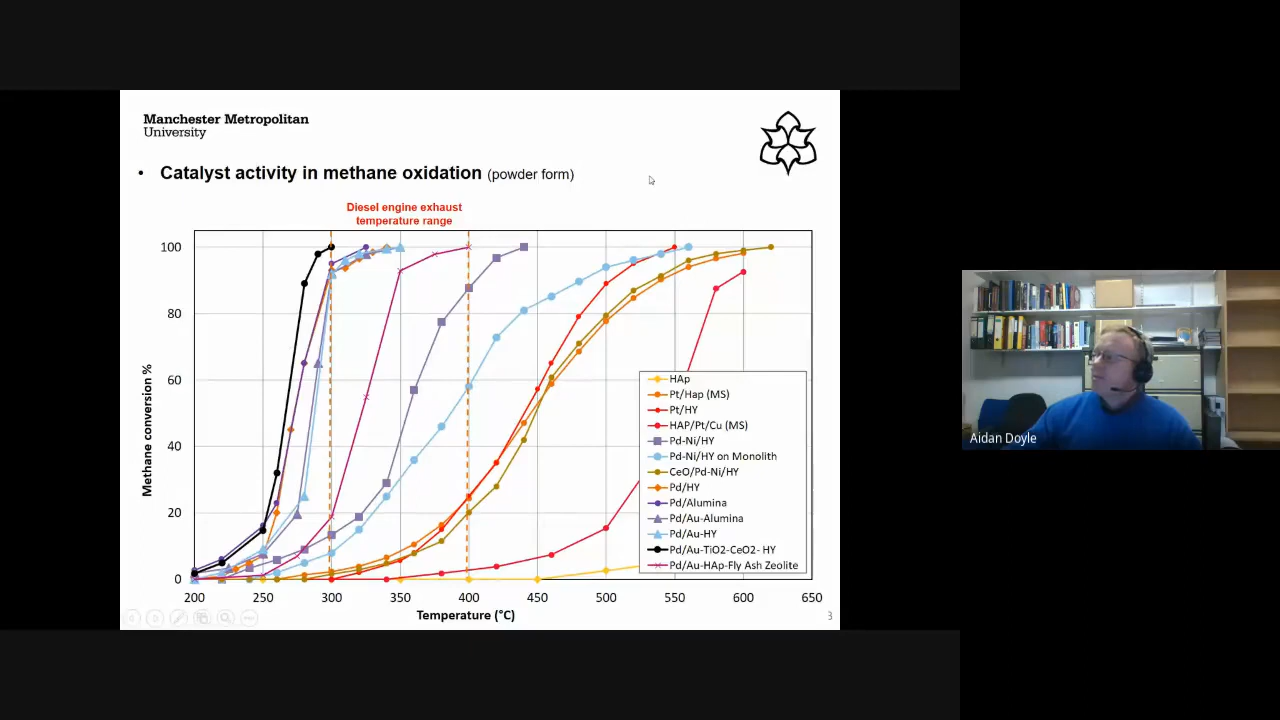 Manchester Metropolitan
University
• Catalyst activity in methane oxidation (powder form)
Diesel engine exhaust
temperature range
Methane conversion %
100
80
60
40
20
0
HAp
Pt/Hap (MS)
Pt/HY
HAP/Pt/Cu (MS)
Pd-Ni/HY
Pd-Ni/HY on Monolith
CeO/Pd-Ni/HY
Pd/HY
Pd/Alumina
Pd/Au-Alumina
Pd/Au-HY
Pd/Au-TiO2-CeO2- HY
Pd/Au-HAp-Fly Ash Zeolite
200 250 300 350 400 450 500 550 600 650
Temperature (°C)
3
Aidan Doyle